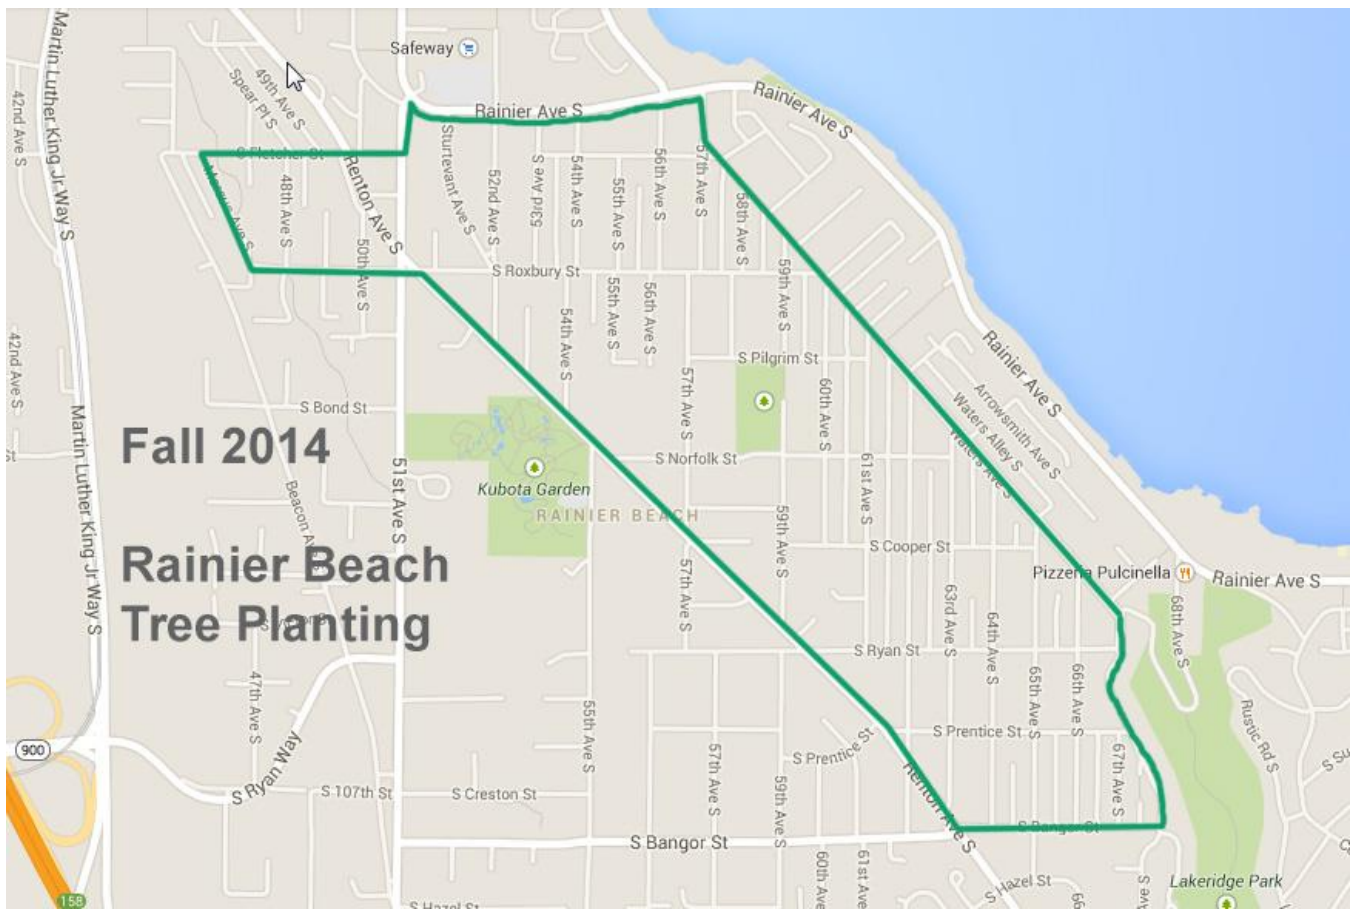 Martin Luther King Jr Way S
Safeway
49th Ave S
Spear Pl S
42nd Ave S
Rainier Ave S
Rainier Ave S
S Fletcher St
Renton Ave S
Sturtevant Ave S
52nd Ave S
53rd Ave S
54th Ave S
55th Ave S
56th Ave S
57th Ave S
58th Ave S
48th Ave S
50th Ave S
S Roxbury St
55th Ave S
56th Ave S
59th Ave S
54th Ave S
42nd Ave S
S Pilgrim St
Rainier Ave S
57th Ave S
60th Ave S
Arrowsmith Ave S
Waters Alley S
Waters Ave S
S Bond St
Martin Luther King Jr Way S
Fall 2014
51st Ave S
S Norfolk St
61st Ave S
Kubota Garden
RAINIER BEACH
Beacon Ave S
59th Ave S
S Cooper St
Rainier Beach
Tree Planting
57th Ave S
Pizzeria Pulcinella
Rainier Ave S
63rd Ave S
64th Ave S
68th Ave S
S Ryan St
65th Ave S
66th Ave S
47th Ave S
55th Ave S
Rustic Rd S
900
S Ryan Way
S Prentice St
S Prentice St
57th Ave S
59th Ave S
67th Ave S
S 107th St
S Creston St
Renton Ave S
S Bangor St
S Bangor St
60th Ave
61st Ave S
S Hazel St
Lakeridge Park
158
S Hazel St